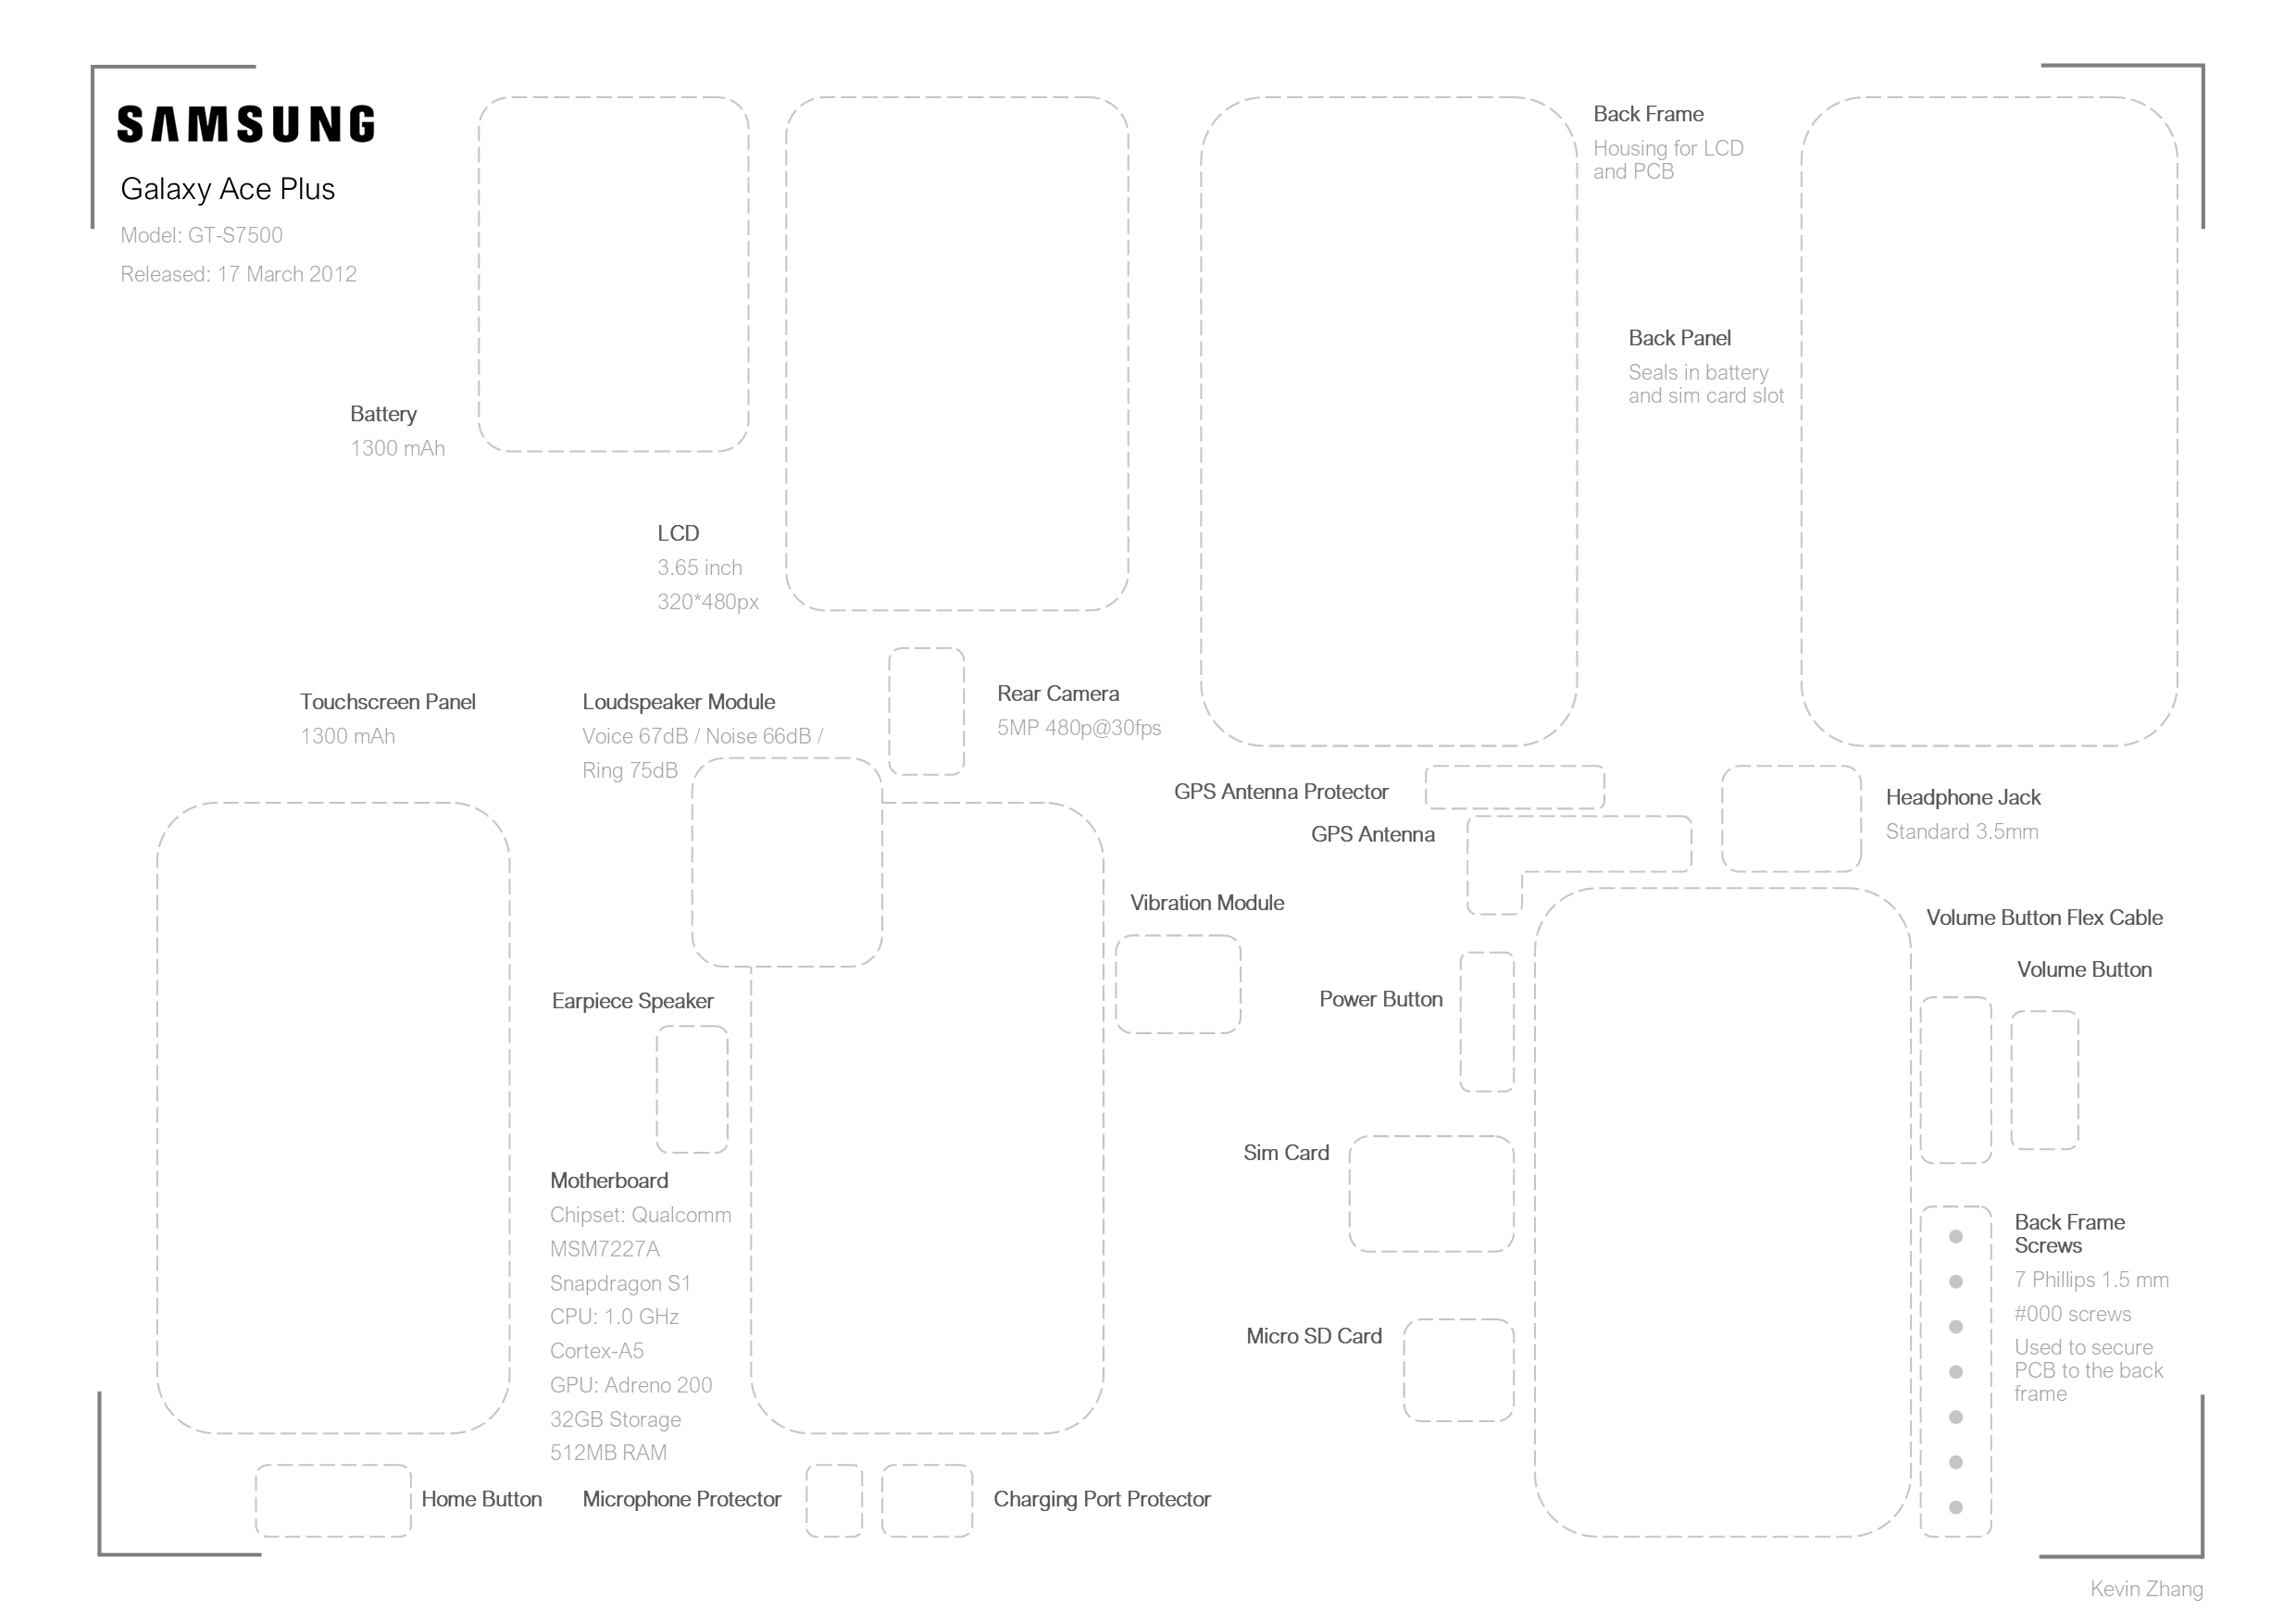 SAMSUNG
Galaxy Ace Plus
Model: GT-S7500
Released: 17 March 2012
Battery
1300 mAh
LCD
3.65 inch
320*480px
Back Frame
Housing for LCD
and PCB
Back Panel
Seals in battery
and sim card slot
Touchscreen Panel
1300 mAh
Loudspeaker Module
Voice 67dB / Noise 66dB /
Ring 75dB
Rear Camera
5MP 480p@30fps
GPS Antenna Protector
GPS Antenna
Headphone Jack
Standard 3.5mm
Vibration Module
Volume Button Flex Cable
Volume Button
Earpiece Speaker
Power Button
Motherboard
Chipset: Qualcomm
MSM7227A
Snapdragon S1
CPU: 1.0 GHz
Cortex-A5
GPU: Adreno 200
32GB Storage
512MB RAM
Sim Card
Micro SD Card
Back Frame
Screws
7 Phillips 1.5 mm
#000 screws
Used to secure
PCB to the back
frame
Home Button
Microphone Protector
Charging Port Protector
Kevin Zhang